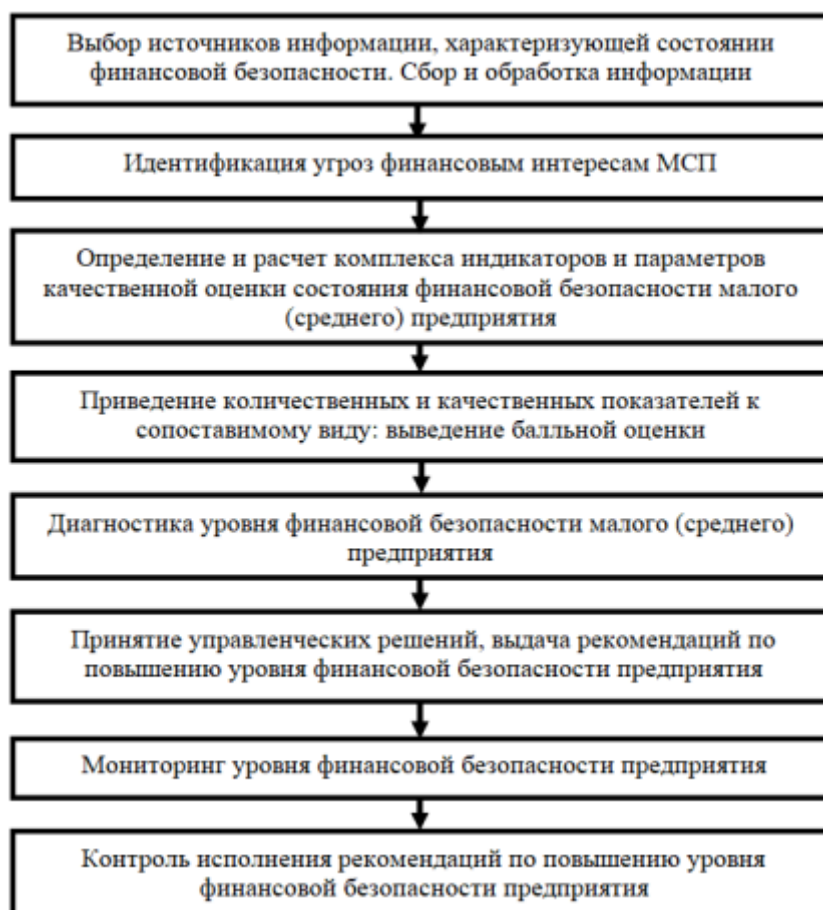 Выбор источников информации, характеризующей состоянии
финансовой безопасности. Сбор и обработка информации
Идентификация угроз финансовым интересам МСП
Определение и расчет комплекса индикаторов и параметров
качественной оценки состояния финансовой безопасности малого
(среднего) предприятия
Приведение количественных и качественных показателей к
сопоставимому виду: выведение балльной оценки
Диагностика уровня финансовой безопасности малого (среднего)
предприятия
Принятие управленческих решений, выдача рекомендаций по
повышению уровня финансовой безопасности предприятия
Мониторинг уровня финансовой безопасности предприятия
Контроль исполнения рекомендаций по повышению уровня
финансовой безопасности предприятия